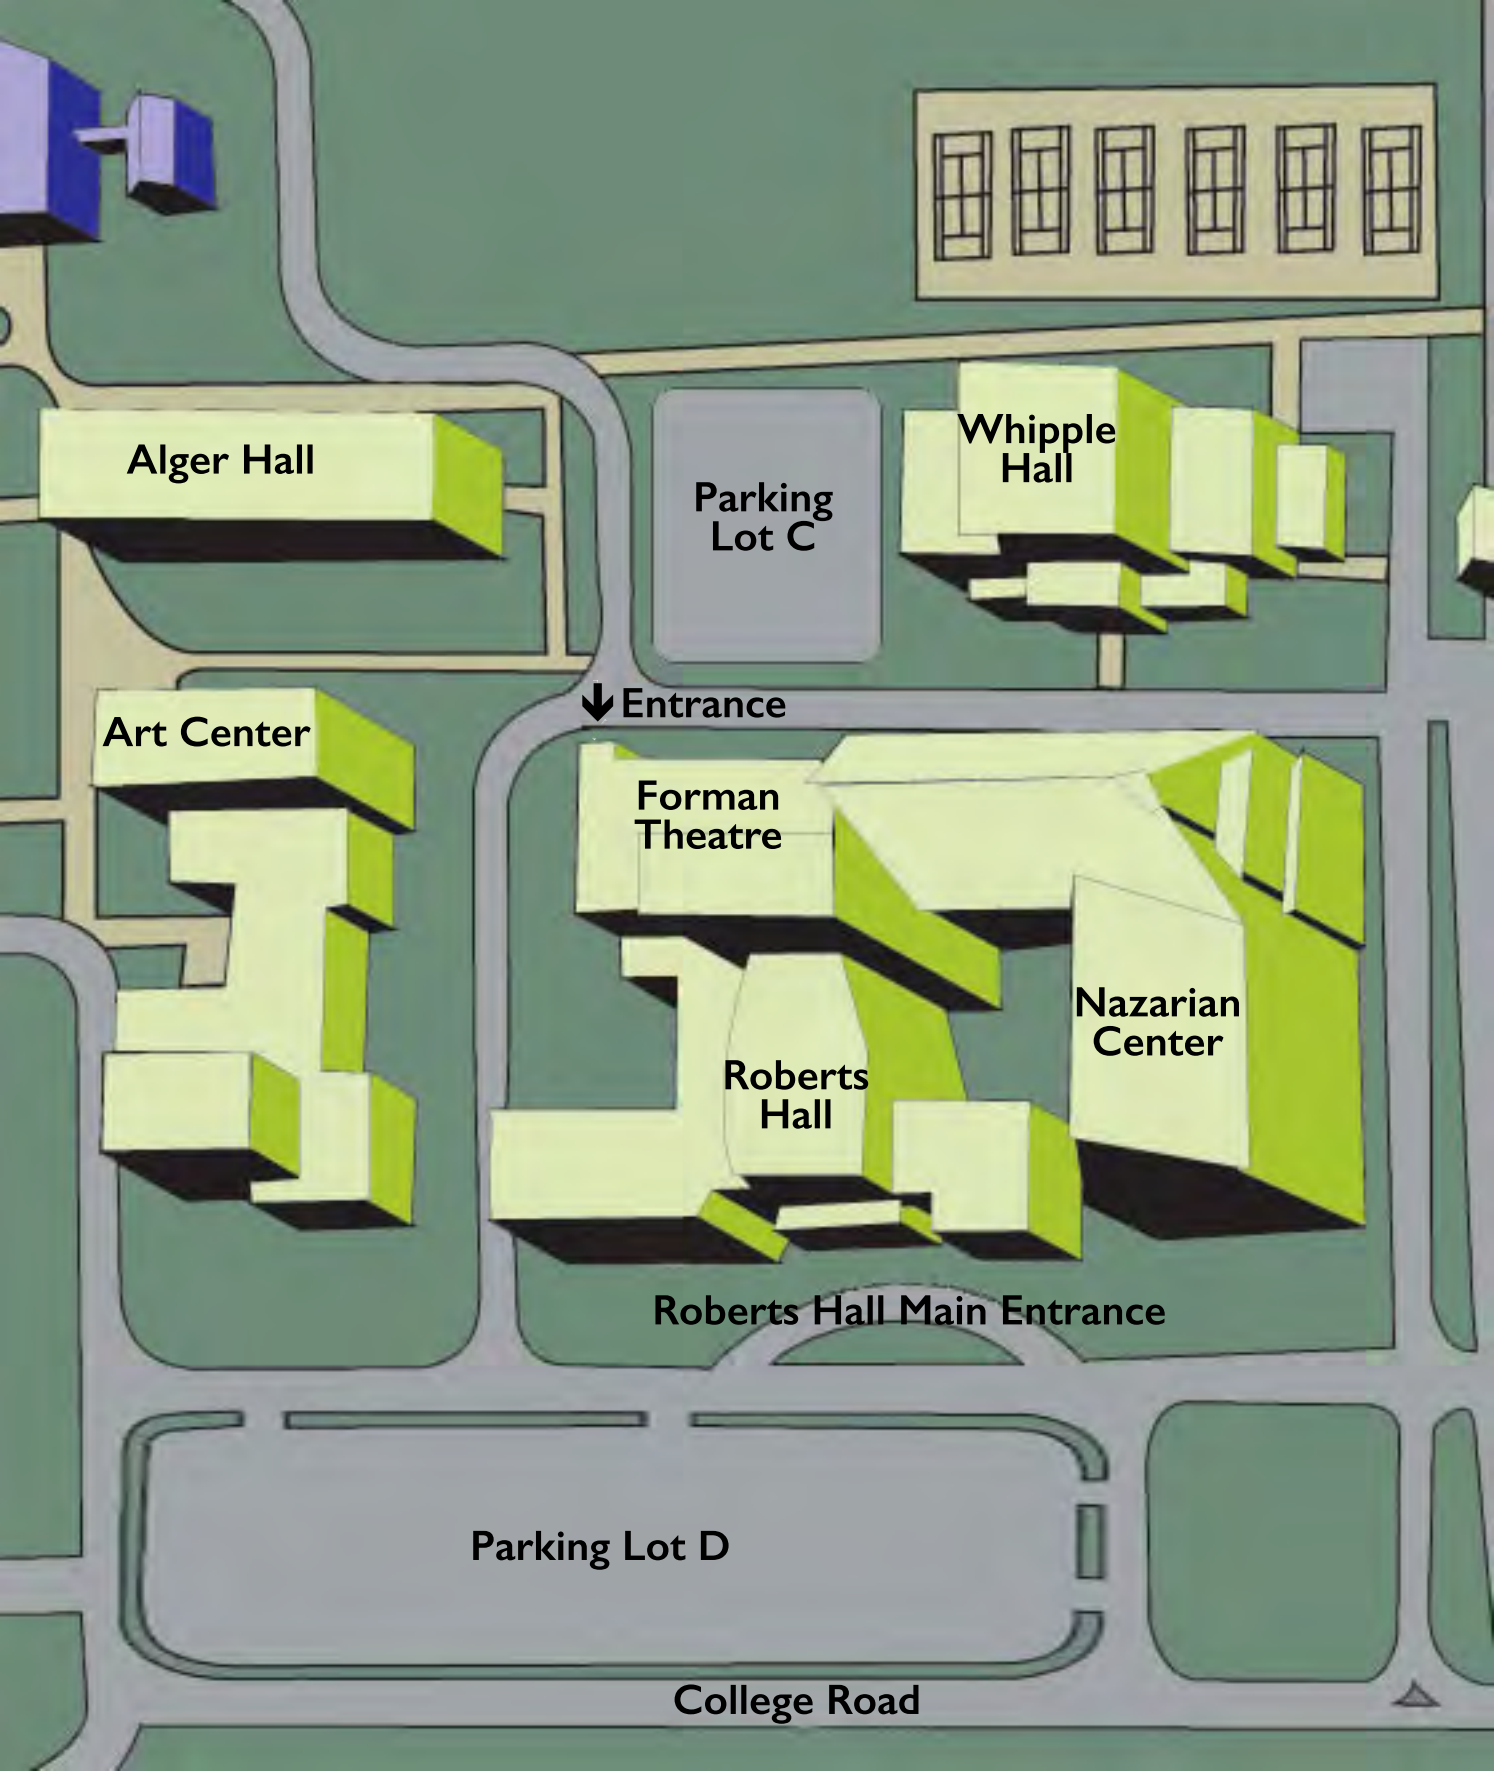 Whipple
Hall
Alger Hall
Parking
Lot C
Entrance
Art Center
Forman
Theatre
Nazarian
Center
Roberts
Hall
Roberts Hall Main Entrance
Parking Lot D
College Road